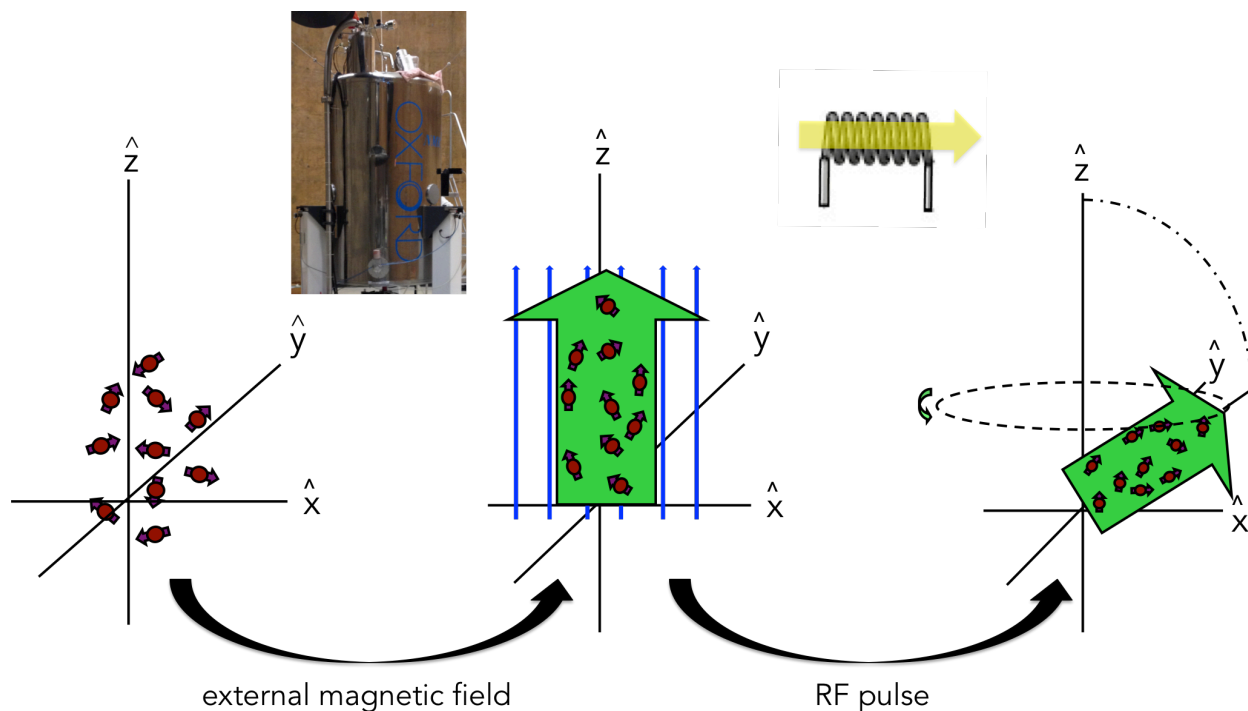 OXFORD
ẑ
ŷ
x̂
ẑ
ŷ
x̂
ẑ
ŷ
x̂
external magnetic field
RF pulse